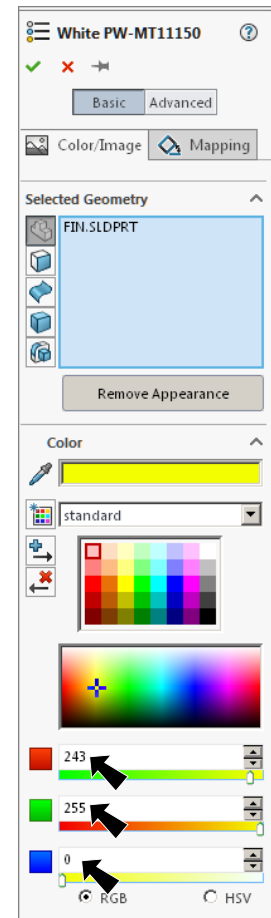 White PW-MT11150
Basic Advanced
Color/Image Mapping
Selected Geometry
FIN.SLDPRT
Remove Appearance
Color
standard
243
255
0
RGB HSV